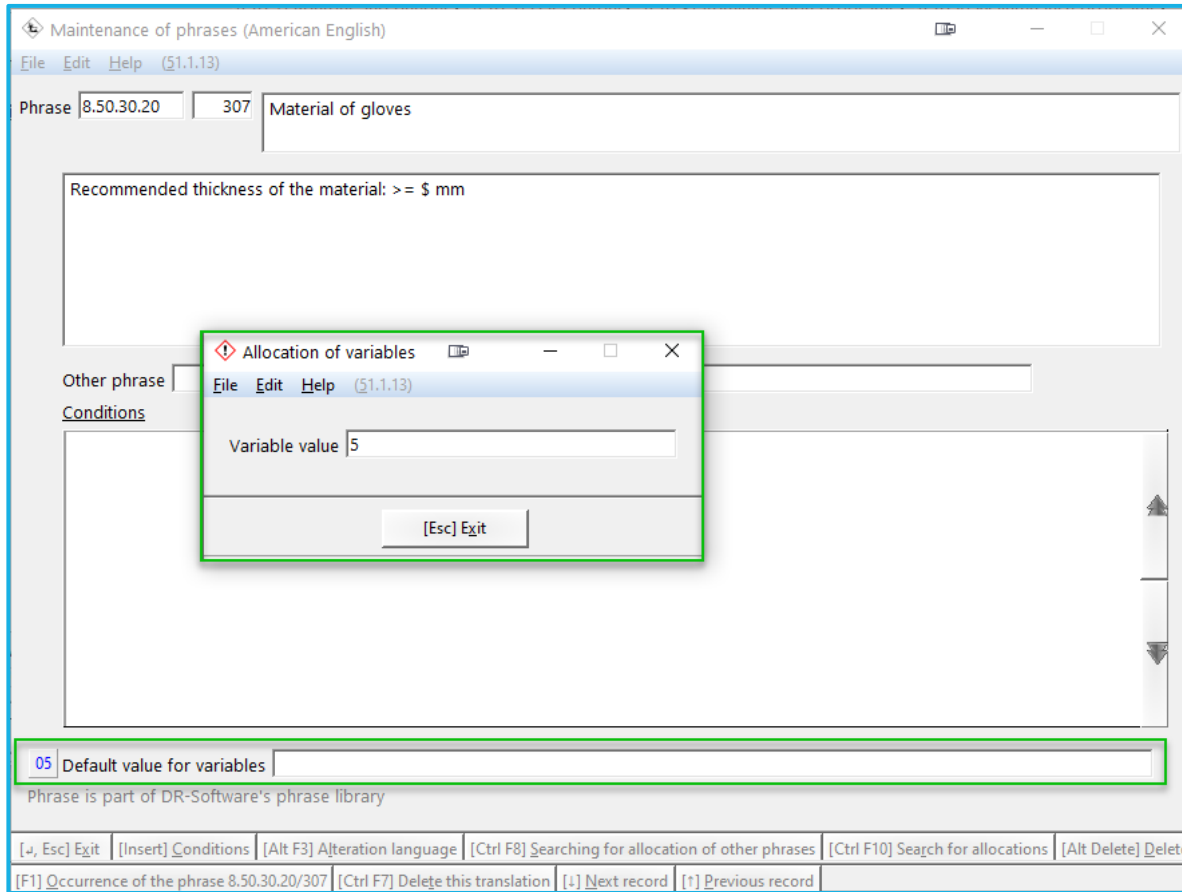 Maintenance of phrases (American English)
File Edit Help (51.1.13)
Phrase 8.50.30.20 307 Material of gloves
Recommended thickness of the material: >= $ mm
Allocation of variables
Other phrase
File Edit Help (51.1.13)
Conditions
Variable value 5
[Esc] Exit
05 Default value for variables
Phrase is part of DR-Software's phrase library
[↲, Esc] Exit [Insert] Conditions [Alt F3] Alteration language [Ctrl F8] Searching for allocation of other phrases [Ctrl F10] Search for allocations [Alt Delete] Delet
[F1] Occurrence of the phrase 8.50.30.20/307 [Ctrl F7] Delete this translation [↓] Next record [↑] Previous record